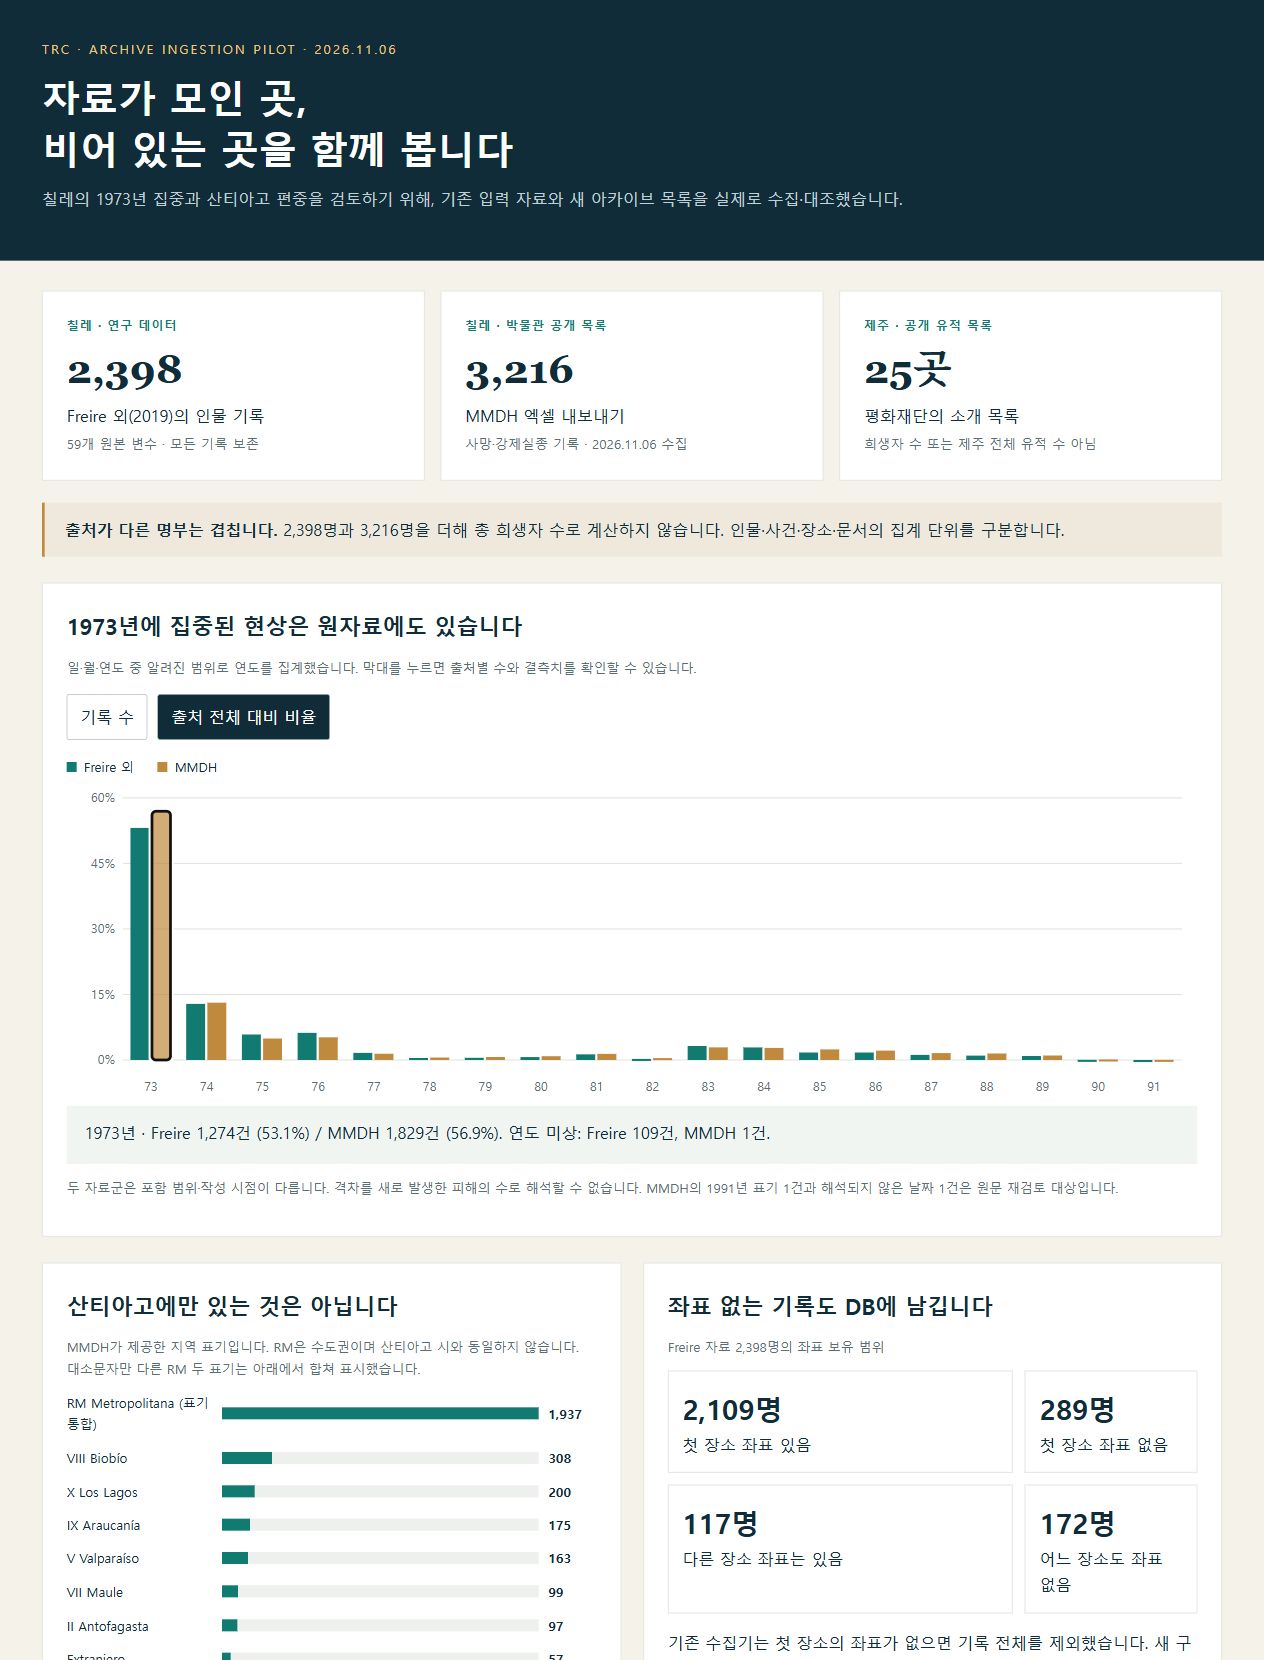 TRC · ARCHIVE INGESTION PILOT · 2026.11.06
자료가 모인 곳,
비어 있는 곳을 함께 봅니다
칠레의 1973년 집중과 산티아고 편중을 검토하기 위해, 기존 입력 자료와 새 아카이브 목록을 실제로 수집·대조했습니다.
칠레 · 연구 데이터
2,398
Freire 외(2019)의 인물 기록
59개 원본 변수 · 모든 기록 보존
칠레 · 박물관 공개 목록
3,216
MMDH 엑셀 내보내기
사망·강제실종 기록 · 2026.11.06 수집
제주 · 공개 유적 목록
25곳
평화재단의 소개 목록
희생자 수 또는 제주 전체 유적 수 아님
출처가 다른 명부는 겹칩니다. 2,398명과 3,216명을 더해 총 희생자 수로 계산하지 않습니다. 인물·사건·장소·문서의 집계 단위를 구분합니다.
1973년에 집중된 현상은 원자료에도 있습니다
일·월·연도 중 알려진 범위로 연도를 집계했습니다. 막대를 누르면 출처별 수와 결측치를 확인할 수 있습니다.
기록 수
출처 전체 대비 비율
Freire 외
MMDH
60%
45%
30%
15%
0%
73 74 75 76 77 78 79 80 81 82 83 84 85 86 87 88 89 90 91
1973년 · Freire 1,274건 (53.1%) / MMDH 1,829건 (56.9%). 연도 미상: Freire 109건, MMDH 1건.
두 자료군은 포함 범위·작성 시점이 다릅니다. 격차를 새로 발생한 피해의 수로 해석할 수 없습니다. MMDH의 1991년 표기 1건과 해석되지 않은 날짜 1건은 원문 재검토 대상입니다.
산티아고에만 있는 것은 아닙니다
MMDH가 제공한 지역 표기입니다. RM은 수도권이며 산티아고 시와 동일하지 않습니다.
대소문자만 다른 RM 두 표기는 아래에서 합쳐 표시했습니다.
RM Metropolitana (표기
통합)
1,937
VIII Biobío
308
X Los Lagos
200
IX Araucanía
175
V Valparaíso
163
VII Maule
99
II Antofagasta
97
Extranjero
57
좌표 없는 기록도 DB에 남깁니다
Freire 자료 2,398명의 좌표 보유 범위
2,109명
첫 장소 좌표 있음
289명
첫 장소 좌표 없음
117명
다른 장소 좌표는 있음
172명
어느 장소도 좌표
없음
기존 수집기는 첫 장소의 좌표가 없으면 기록 전체를 제외했습니다. 새 구